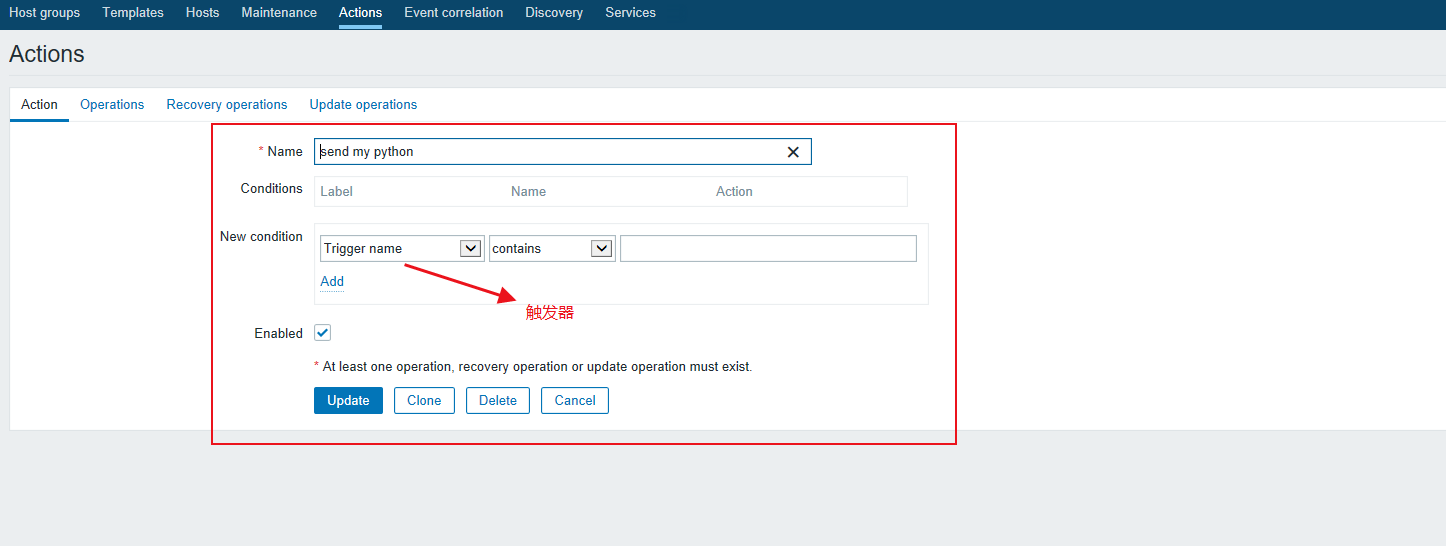 Host groups Templates Hosts Maintenance Actions Event correlation Discovery Services
Actions
Action Operations Recovery operations Update operations
* Name send my python
Conditions Label Name Action
New condition
Trigger name contains
Add
触发器
Enabled
* At least one operation, recovery operation or update operation must exist.
Update Clone Delete Cancel